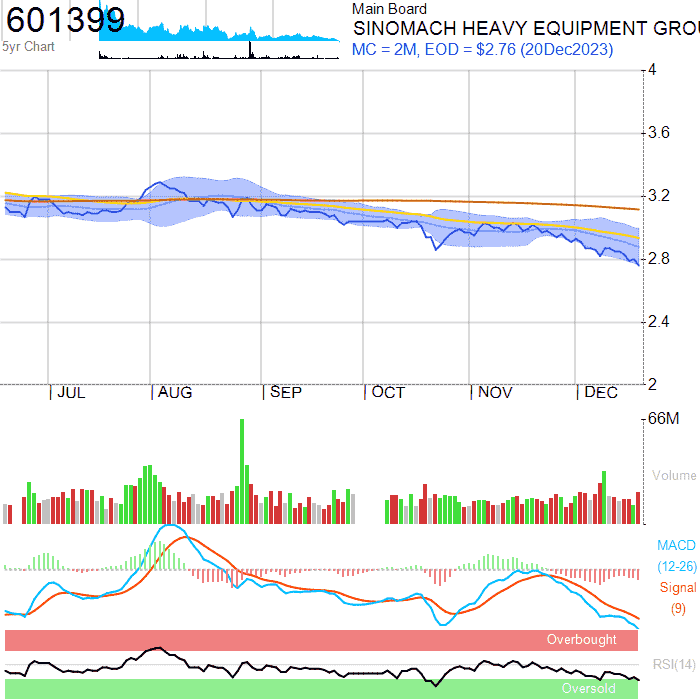 601399
5yr Chart
Main Board
SINOMACH HEAVY EQUIPMENT GROU
MC = 2M, EOD = $2.76 (20Dec2023)
4
3.6
3.2
2.8
2.4
2
JUL AUG SEP OCT NOV DEC
66M
Volume
MACD
(12-26)
Signal
(9)
Overbought
RSI(14)
Oversold